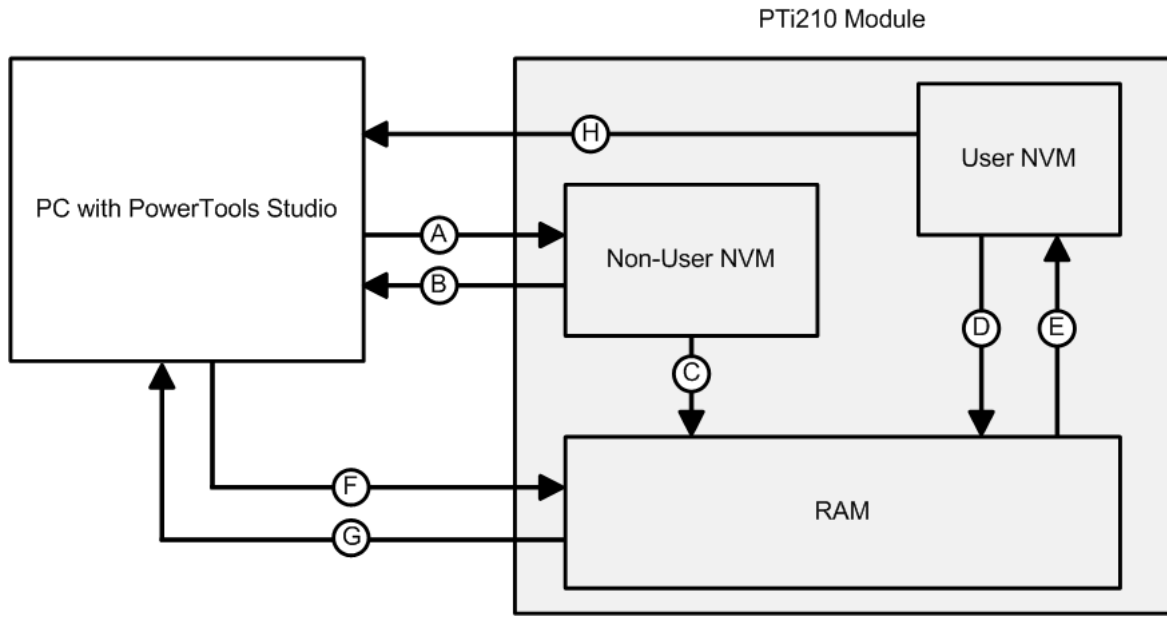 PTi210 Module
H
User NVM
PC with PowerTools Studio
A
Non-User NVM
B
D
E
C
F
RAM
G